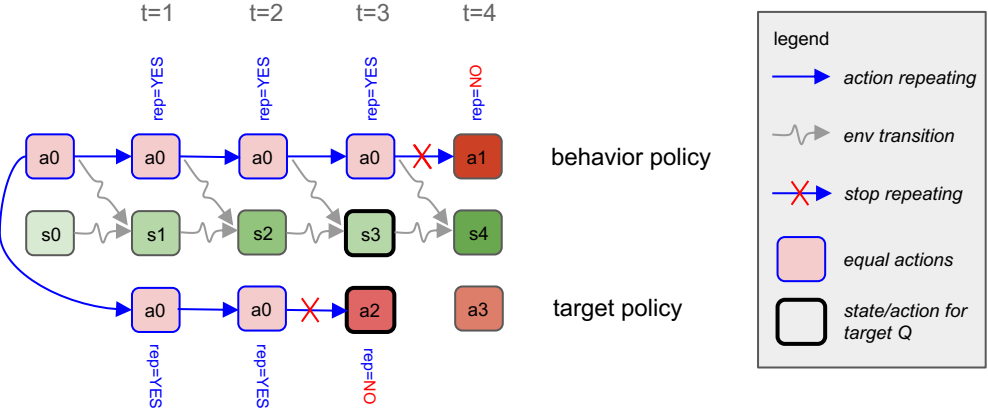 t=1 t=2 t=3 t=4
rep=YES rep=YES rep=YES rep=NO
a0 a0 a0 a0 a1 behavior policy
s0 s1 s2 s3 s4
a0 a0 a2 a3 target policy
rep=YES rep=YES rep=NO
legend
action repeating
env transition
stop repeating
equal actions
state/action for
target Q